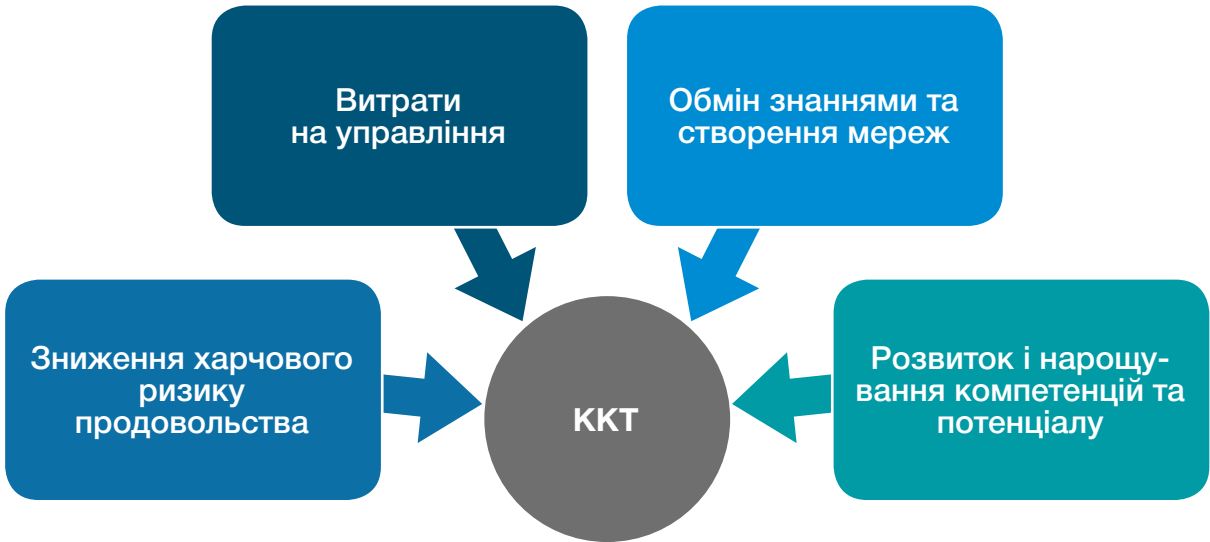 Витрати
на управління
Обмін знаннями та
створення мереж
Зниження харчового
ризику
продовольства
ККТ
Розвиток і нарощу-
вання компетенцій та
потенціалу